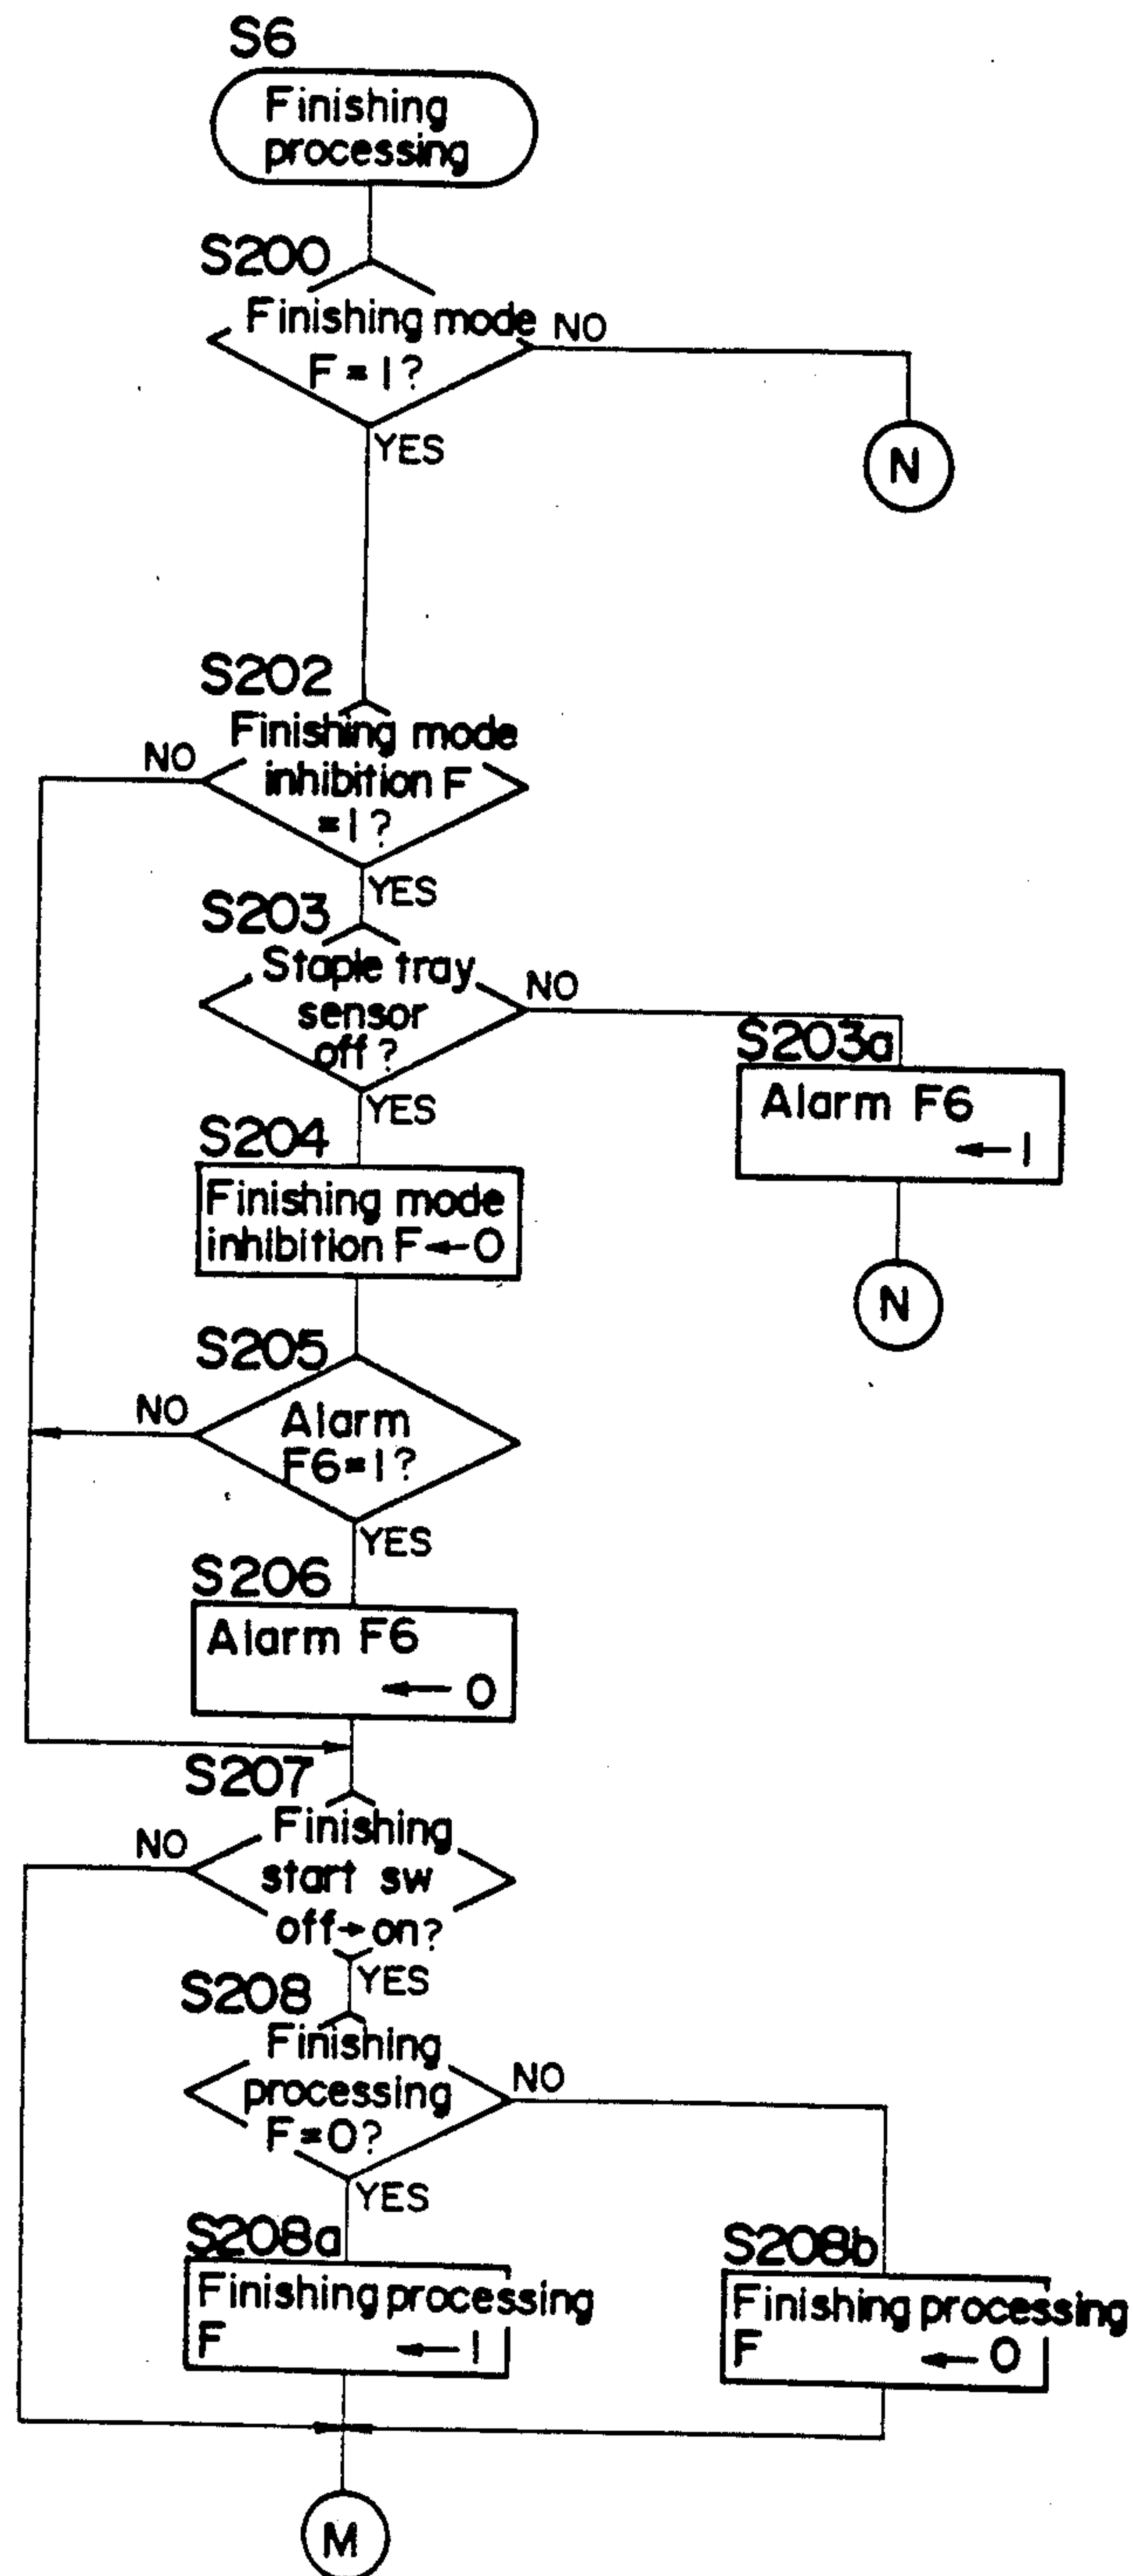 S6
Finishing
processing
S200
Finishing mode
F=1?
NO
YES
N
S202
Finishing mode
inhibition F
=1?
NO
YES
S203
Staple tray
sensor
off?
NO
YES
S203a
Alarm F6
←1
N
S204
Finishing mode
inhibition F←0
S205
Alarm
F6=1?
NO
YES
S206
Alarm F6
←0
S207
Finishing
start sw
off→on?
NO
YES
S208
Finishing
processing
F=0?
NO
YES
S208a
Finishing processing
F ←1
S208b
Finishing processing
F ←0
M